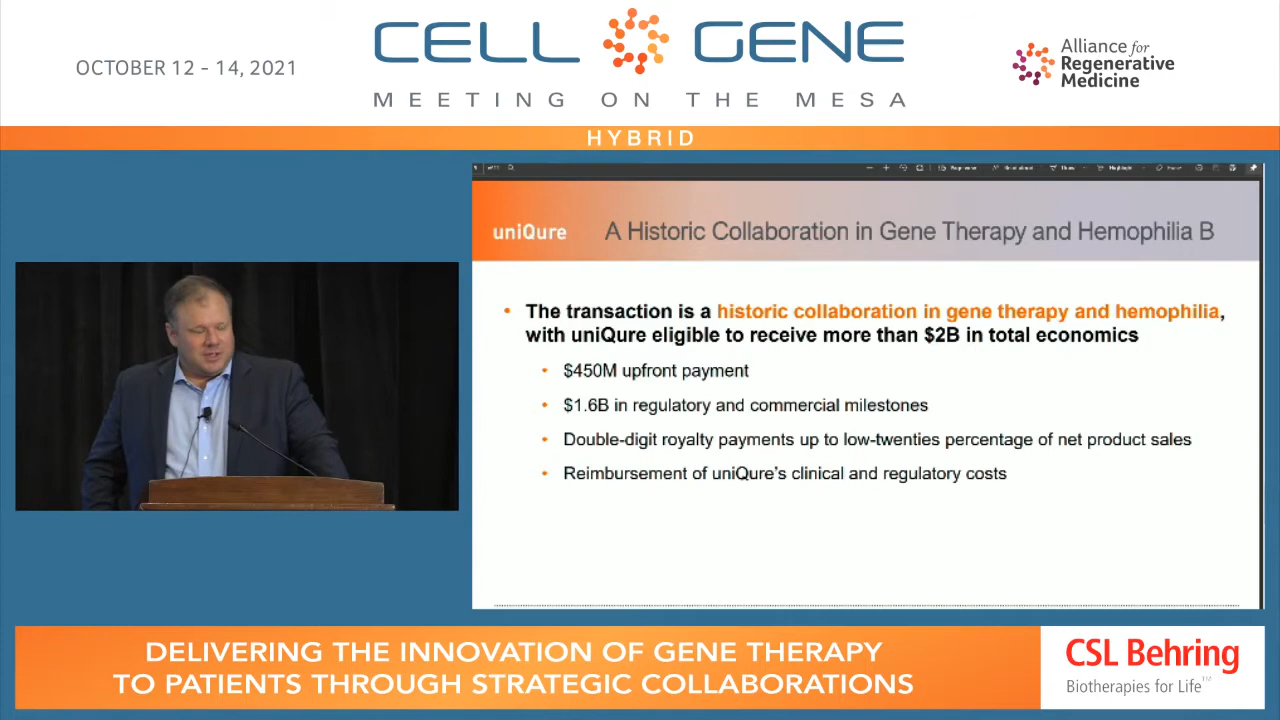 OCTOBER 12 - 14, 2021
CELL GENE
MEETING ON THE MESA
Alliance for
Regenerative
Medicine
HYBRID
uniQure
A Historic Collaboration in Gene Therapy and Hemophilia B
• The transaction is a historic collaboration in gene therapy and hemophilia,
with uniQure eligible to receive more than $2B in total economics
• $450M upfront payment
• $1.6B in regulatory and commercial milestones
• Double-digit royalty payments up to low-twenties percentage of net product sales
• Reimbursement of uniQure's clinical and regulatory costs
DELIVERING THE INNOVATION OF GENE THERAPY
TO PATIENTS THROUGH STRATEGIC COLLABORATIONS
CSL Behring
Biotherapies for Life™